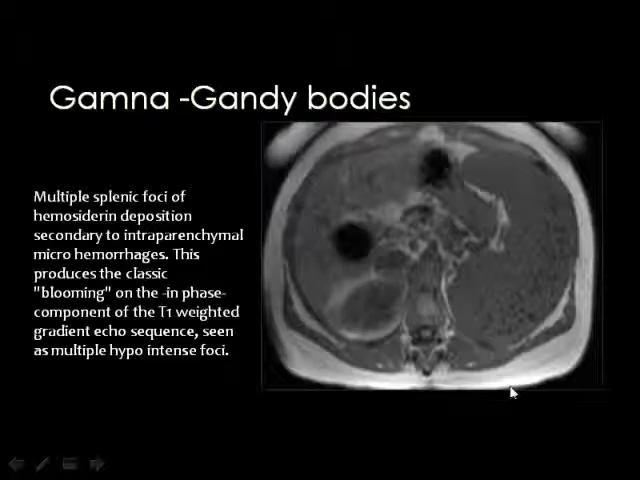 Gamna -Gandy bodies
Multiple splenic foci of
hemosiderin deposition
secondary to intraparenchymal
micro hemorrhages. This
produces the classic
"blooming" on the -in phase-
component of the T1 weighted
gradient echo sequence, seen
as multiple hypo intense foci.